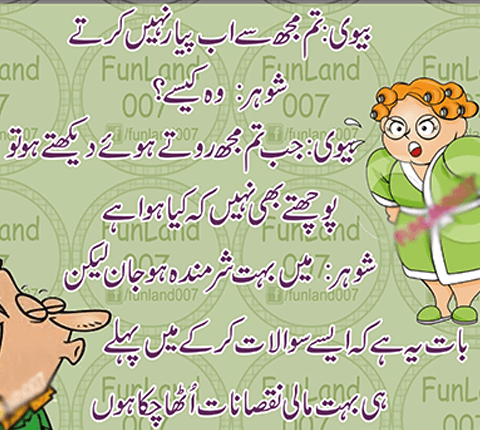 بیوی: تم مجھ سے اب پیار نہیں کرتے
شوہر: وہ کیسے؟
بیوی: جب تم مجھ روتے ہوئے دیکھتے ہو تو
پوچھتے بھی نہیں کہ کیا ہوا ہے
شوہر: میں بہت شرمندہ ہو جان لیکن
بات یہ ہے کہ ایسے سوالات کر کے میں پہلے
ہی بہت مالی نقصانات اُٹھا چکا ہوں
FunLand
007
/funland007